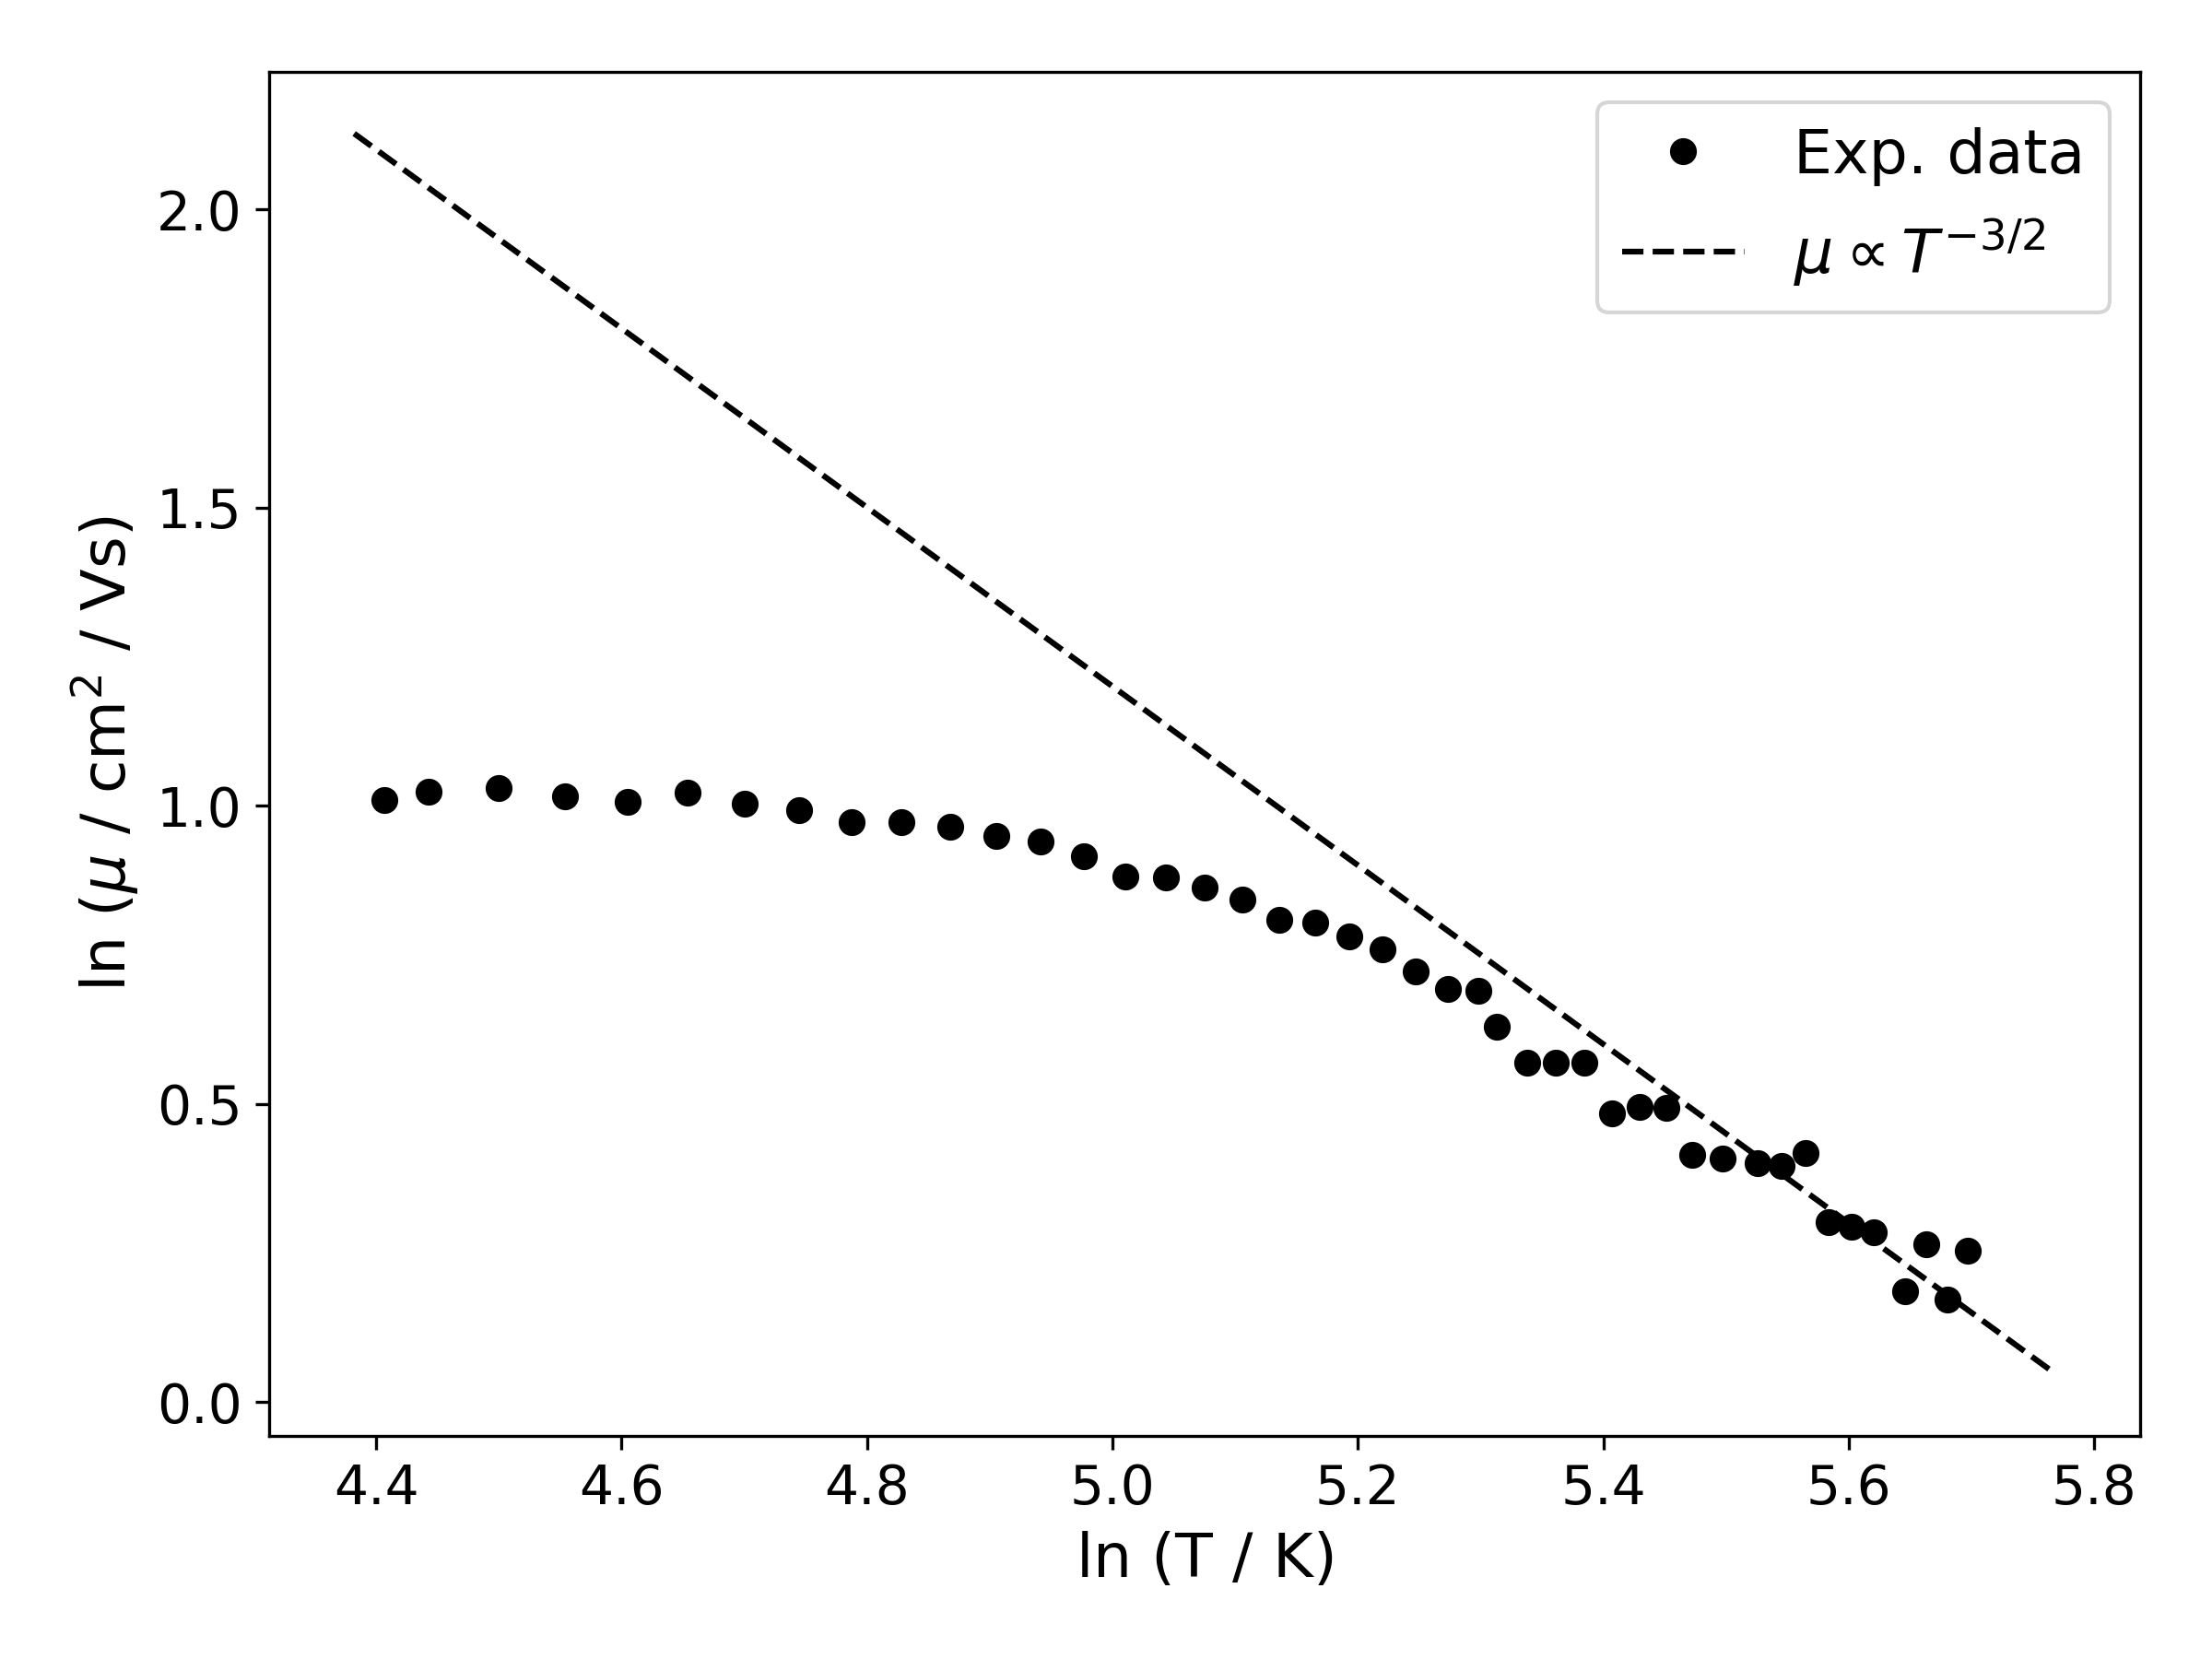 Exp. data
μ ∝ T⁻³/²
ln (μ / cm² / Vs)
2.0
1.5
1.0
0.5
0.0
4.4 4.6 4.8 5.0 5.2 5.4 5.6 5.8
ln (T / K)